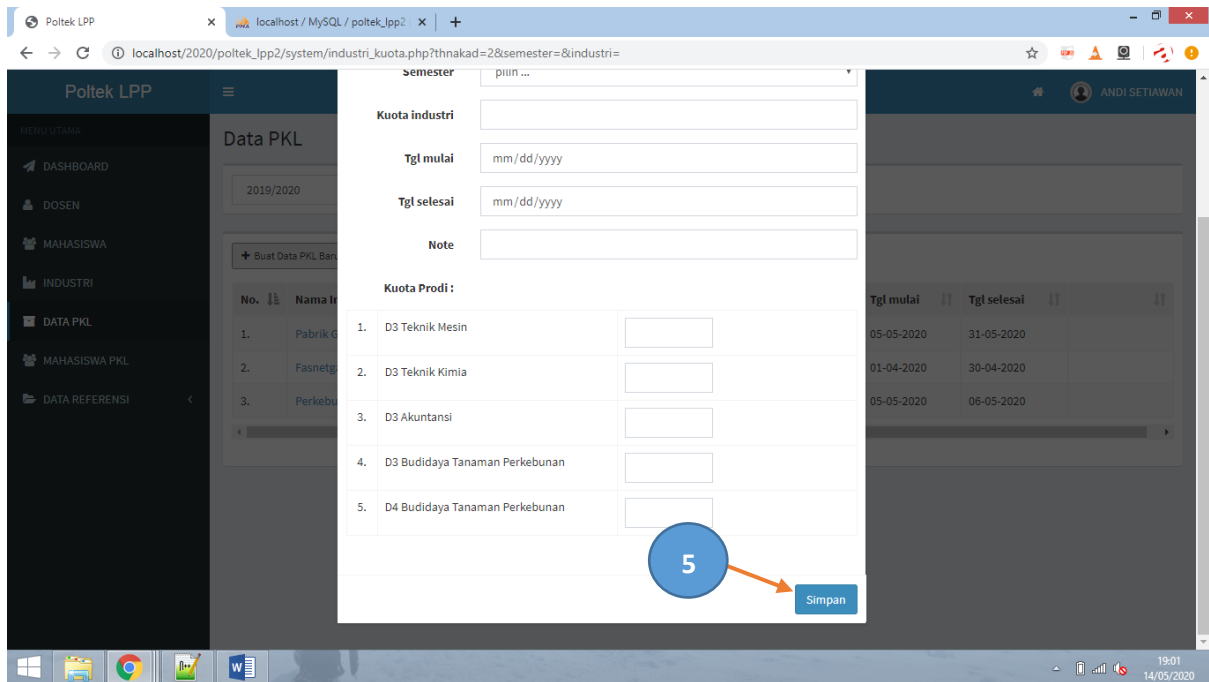 Poltek LPP
localhost / MySQL / poltek_lpp2
localhost/2020/poltek_lpp2/system/industri_kuota.php?thnakad=2&semester=&industri=
Poltek LPP
ANDI SETIAWAN
MENU UTAMA
DASHBOARD
DOSEN
MAHASISWA
INDUSTRI
DATA PKL
MAHASISWA PKL
DATA REFERENSI
Data PKL
2019/2020
+ Buat Data PKL Baru
No. Nama In Tgl mulai Tgl selesai
1. Pabrik G 05-05-2020 31-05-2020
2. Fasnetga 01-04-2020 30-04-2020
3. Perkebu 05-05-2020 06-05-2020
Semester pilih ...
Kuota industri
Tgl mulai mm/dd/yyyy
Tgl selesai mm/dd/yyyy
Note
Kuota Prodi :
1. D3 Teknik Mesin
2. D3 Teknik Kimia
3. D3 Akuntansi
4. D3 Budidaya Tanaman Perkebunan
5. D4 Budidaya Tanaman Perkebunan
5
Simpan
19:01
14/05/2020